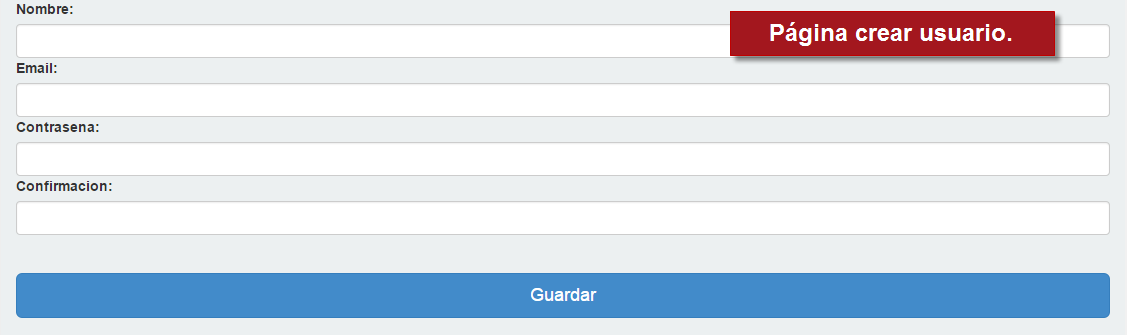 Nombre:
Página crear usuario.
Email:
Contrasena:
Confirmacion:
Guardar